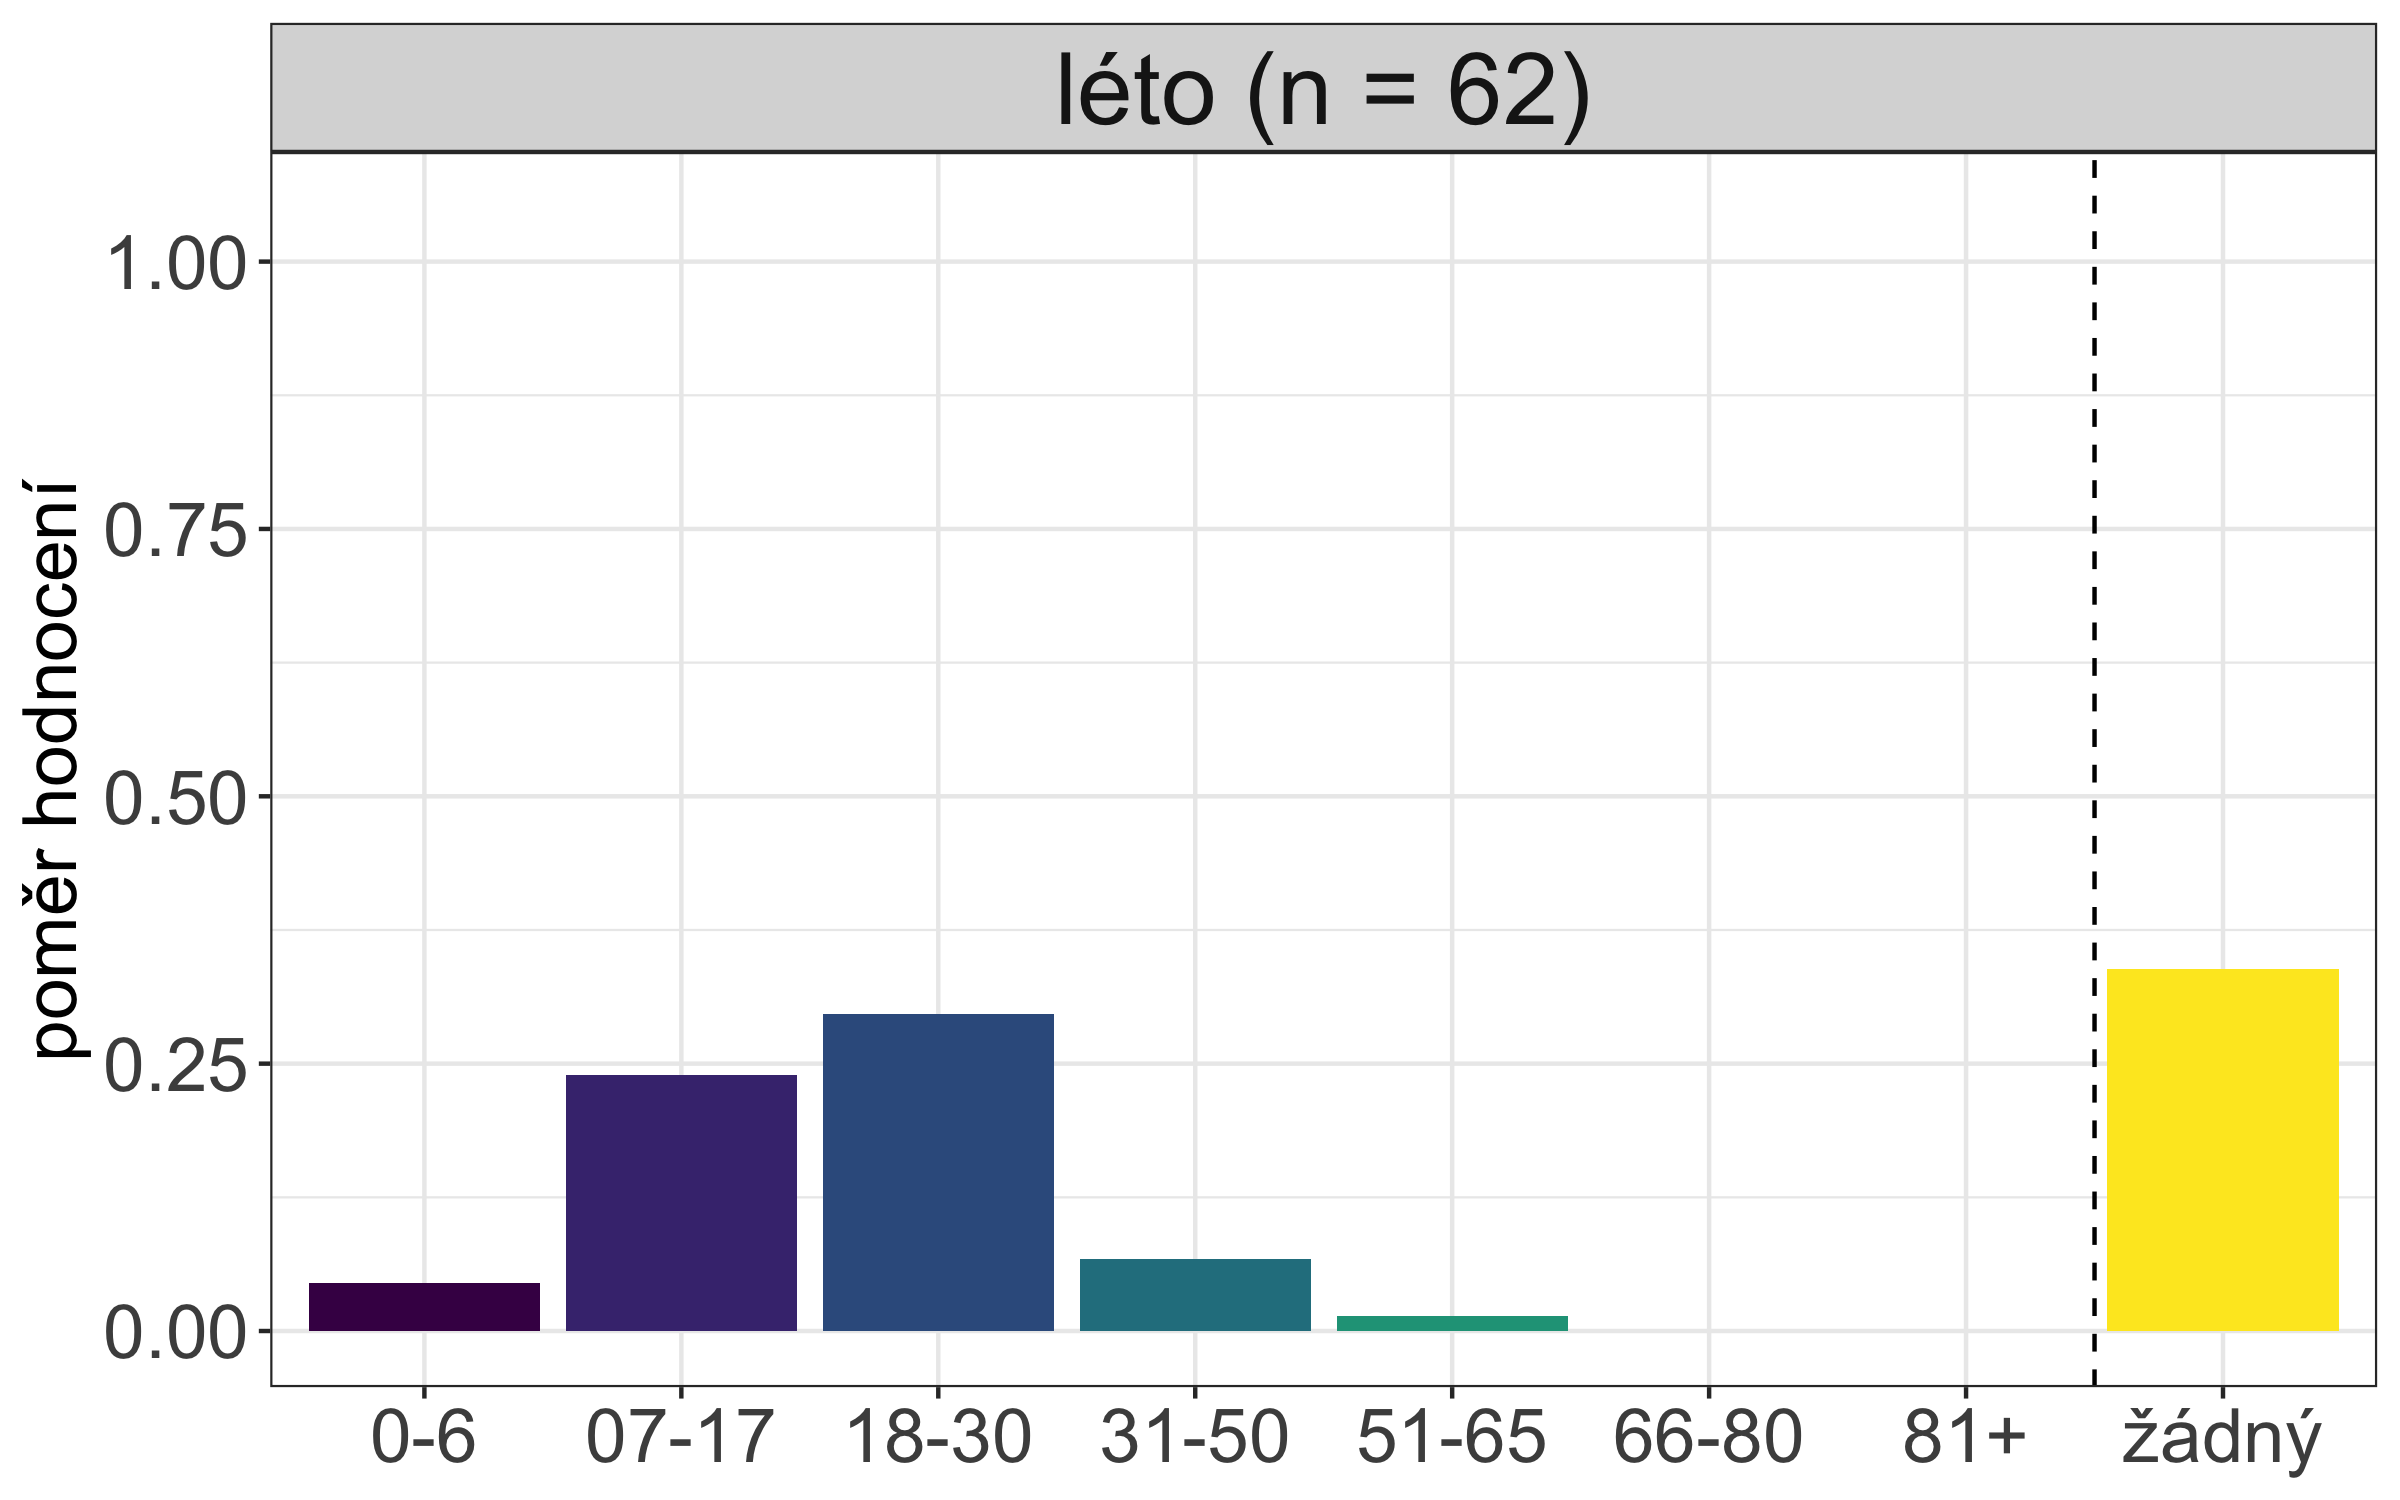 léto (n = 62)
poměr hodnocení
1.00
0.75
0.50
0.25
0.00
0-6 07-17 18-30 31-50 51-65 66-80 81+ žádný